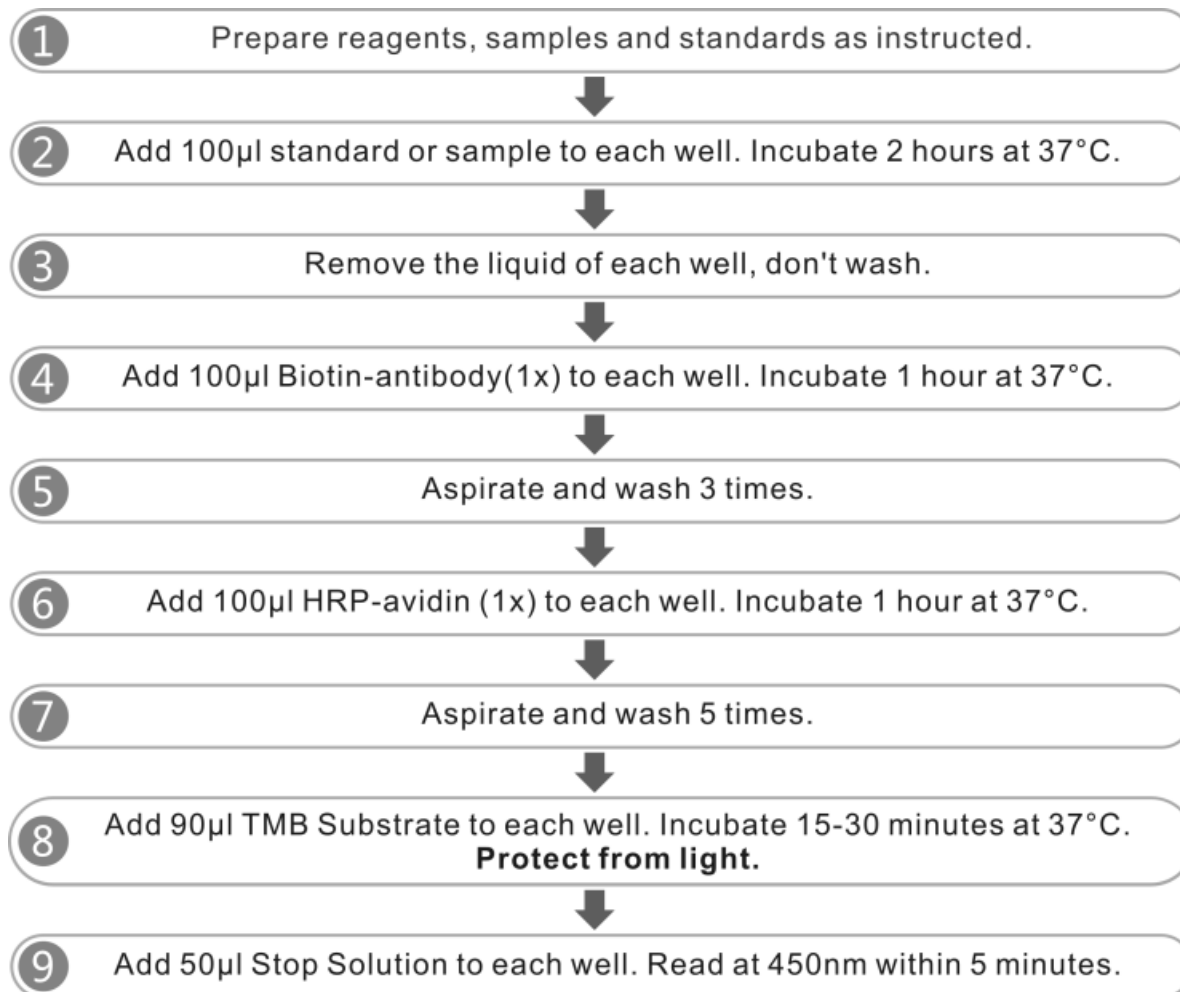 1 Prepare reagents, samples and standards as instructed.
2 Add 100µl standard or sample to each well. Incubate 2 hours at 37°C.
3 Remove the liquid of each well, don't wash.
4 Add 100µl Biotin-antibody(1x) to each well. Incubate 1 hour at 37°C.
5 Aspirate and wash 3 times.
6 Add 100µl HRP-avidin (1x) to each well. Incubate 1 hour at 37°C.
7 Aspirate and wash 5 times.
8 Add 90µl TMB Substrate to each well. Incubate 15-30 minutes at 37°C.
Protect from light.
9 Add 50µl Stop Solution to each well. Read at 450nm within 5 minutes.